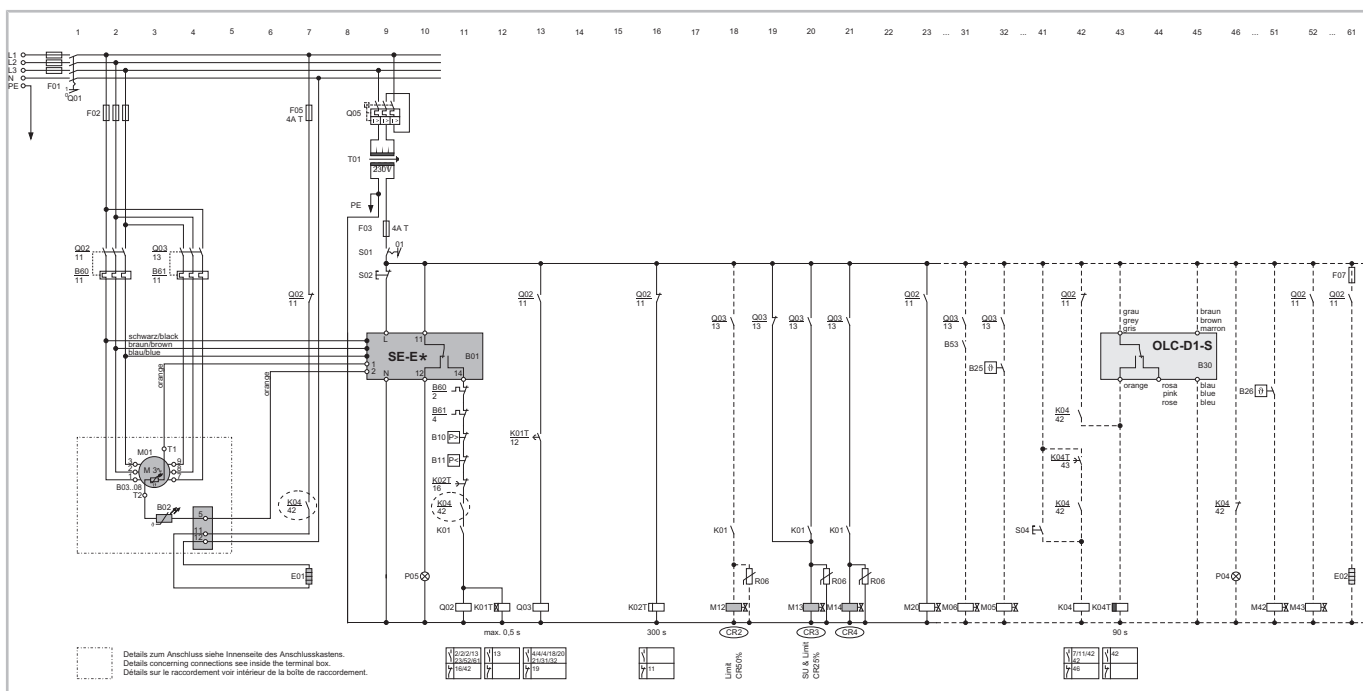 1 2 3 4 5 6 7 8 9 10 11 12 13 14 15 16 17 18 19 20 21 22 23 ... 31 32 ... 41 42 43 44 45 46 ... 51 52 ... 61
L1
L2
L3
N
PE
F01
1
0
Q01
F02
F05
4A T
Q05
I> I> I>
T01
230V
PE
F03
4A T
S01
01
S02
F07
Q02
11
Q03
13
B60
11
B61
11
Q02
11
Q02
11
Q02
11
Q03
13
Q03
13
Q03
13
Q03
13
Q02
11
Q03
13
Q03
13
Q02
11
Q02
11
Q02
11
B53
B25
ϑ
grau
grey
gris
braun
brown
marron
schwarz/black
braun/brown
blau/blue
L
11
SE-E*
B01
1
2
N
12
14
OLC-D1-S
B30
orange
rosa
pink
rose
blau
blue
bleu
B26
ϑ
orange
orange
B60
2
B61
4
B10
P>
B11
P<
K02T
16
K04
42
K01
K01T
12
K04
42
K04T
43
K04
42
S04
K04
42
M01
T1
M 3~
3
2
1
9
8
7
B03..08
ϑ
T2
B02
ϑ
5
11
12
K04
42
E01
K01
K01
K01
R06
R06
R06
P05
P04
E02
Q02
K01T
Q03
K02T
M12
M13
M14
M20
M06
M05
K04
K04T
M42
M43
max. 0,5 s
300 s
CR2
CR3
CR4
90 s
Limit
CR50%
SU & Limit
CR25%
2/2/2/13
23/52/61
16/42
13
4/4/4/18/20
21/31/32
19
11
7/11/42
42
46
42
Details zum Anschluss siehe Innenseite des Anschlusskastens.
Details concerning connections see inside the terminal box.
Détails sur le raccordement voir intérieur de la boîte de raccordement.